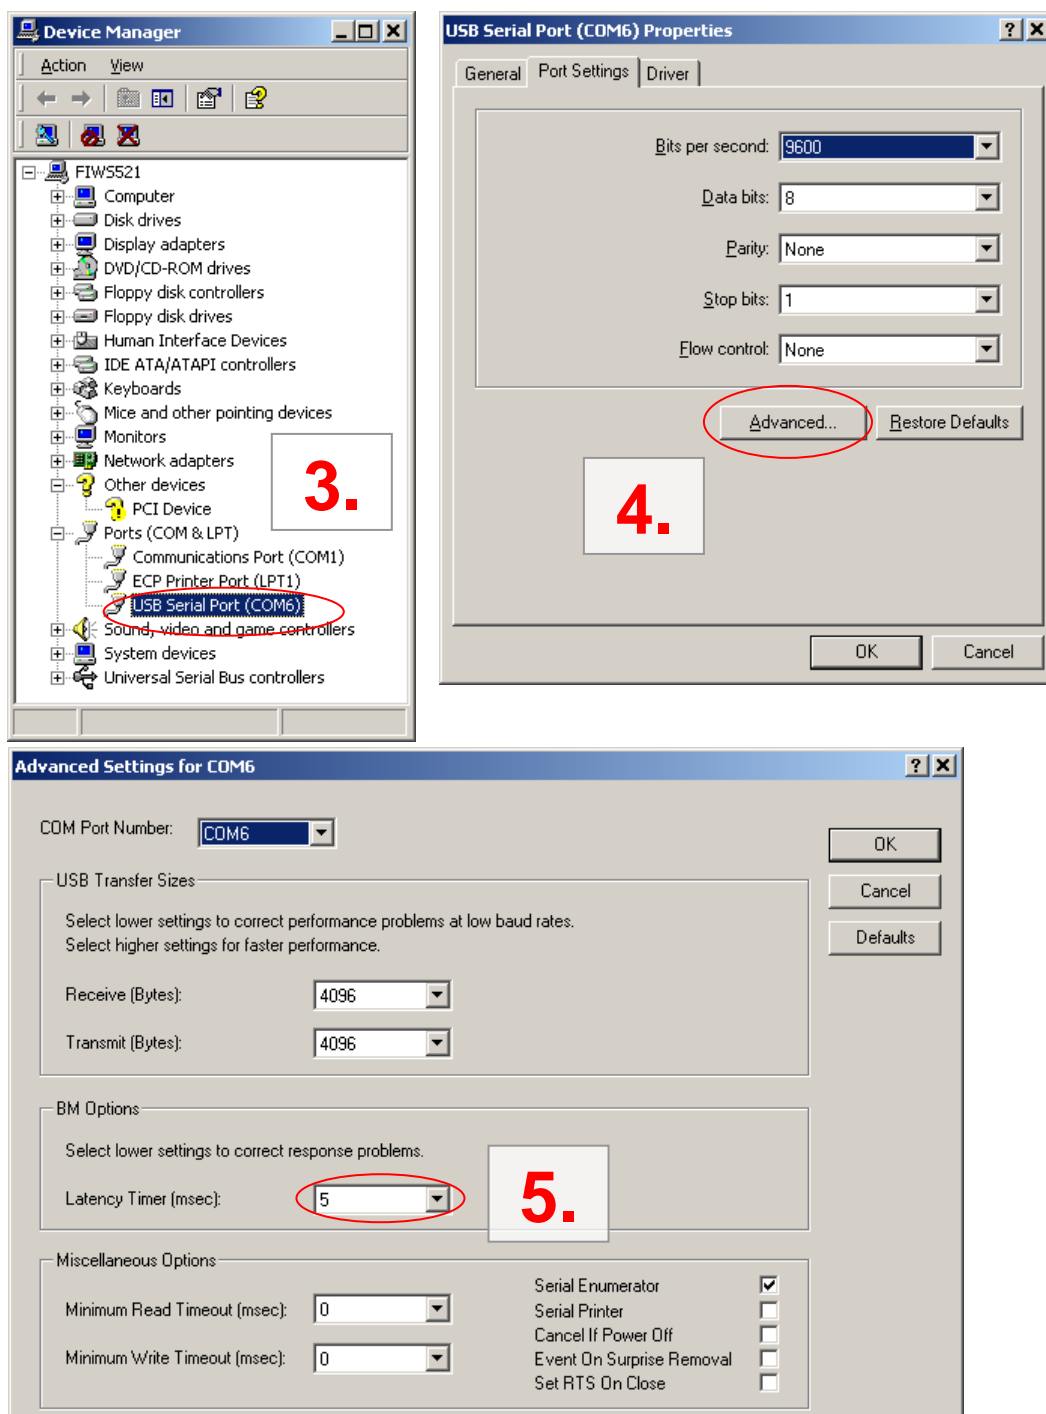 Device Manager
Action View
FIW5521
Computer
Disk drives
Display adapters
DVD/CD-ROM drives
Floppy disk controllers
Floppy disk drives
Human Interface Devices
IDE ATA/ATAPI controllers
Keyboards
Mice and other pointing devices
Monitors
Network adapters
Other devices
PCI Device
Ports (COM & LPT)
Communications Port (COM1)
ECP Printer Port (LPT1)
USB Serial Port (COM6)
Sound, video and game controllers
System devices
Universal Serial Bus controllers
3.
USB Serial Port (COM6) Properties
General Port Settings Driver
Bits per second: 9600
Data bits: 8
Parity: None
Stop bits: 1
Flow control: None
Advanced... Restore Defaults
4.
OK Cancel
Advanced Settings for COM6
COM Port Number: COM6
OK
Cancel
Defaults
USB Transfer Sizes
Select lower settings to correct performance problems at low baud rates.
Select higher settings for faster performance.
Receive (Bytes): 4096
Transmit (Bytes): 4096
BM Options
Select lower settings to correct response problems.
Latency Timer (msec): 5
5.
Miscellaneous Options
Minimum Read Timeout (msec): 0
Minimum Write Timeout (msec): 0
Serial Enumerator
Serial Printer
Cancel If Power Off
Event On Surprise Removal
Set RTS On Close